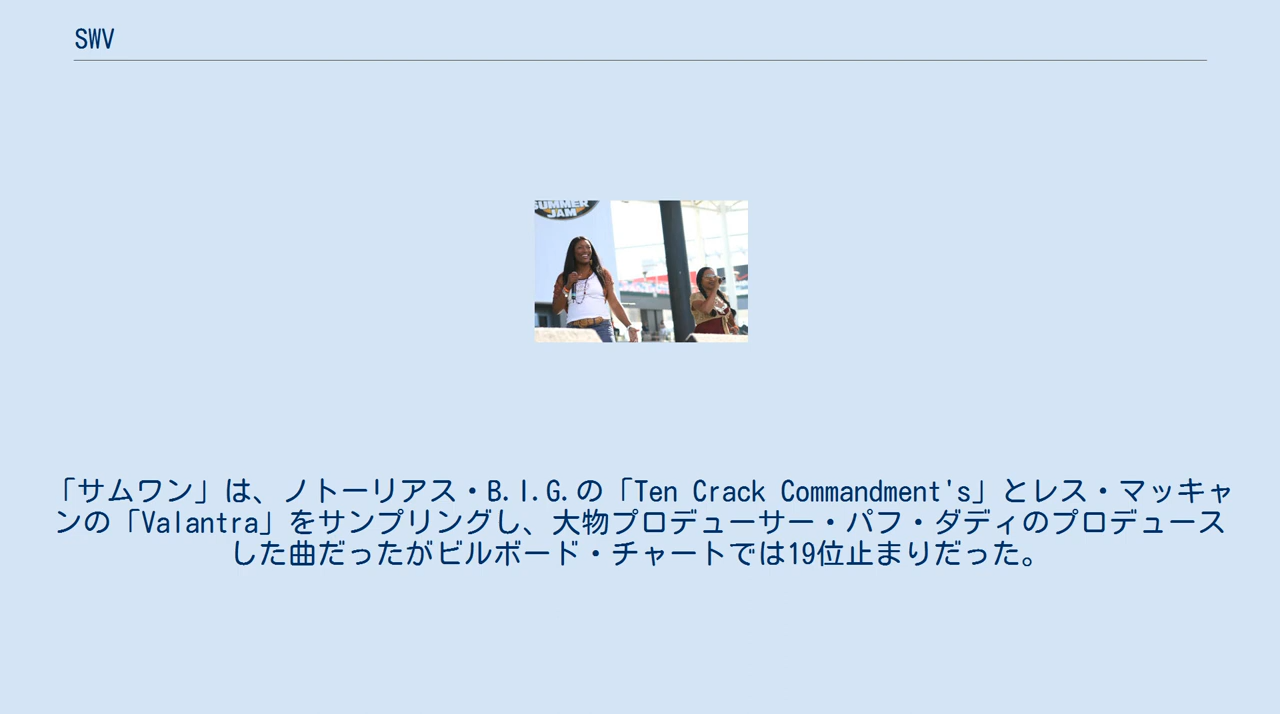 SWV
SUMMER
JAM
「サムワン」は、ノトーリアス・B.I.G.の「Ten Crack Commandment's」とレス・マッキャ
ンの「Valantra」をサンプリングし、大物プロデューサー・パフ・ダディのプロデュース
した曲だったがビルボード・チャートでは19位止まりだった。